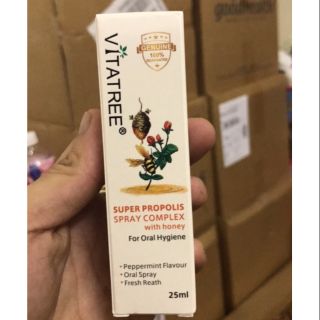 VITATREE®
GENUINE
100%
SUPER PROPOLIS
SPRAY COMPLEX
with honey
For Oral Hygiene
• Peppermint Flavour
• Oral Spray
• Fresh Reath
25ml
goodhealth